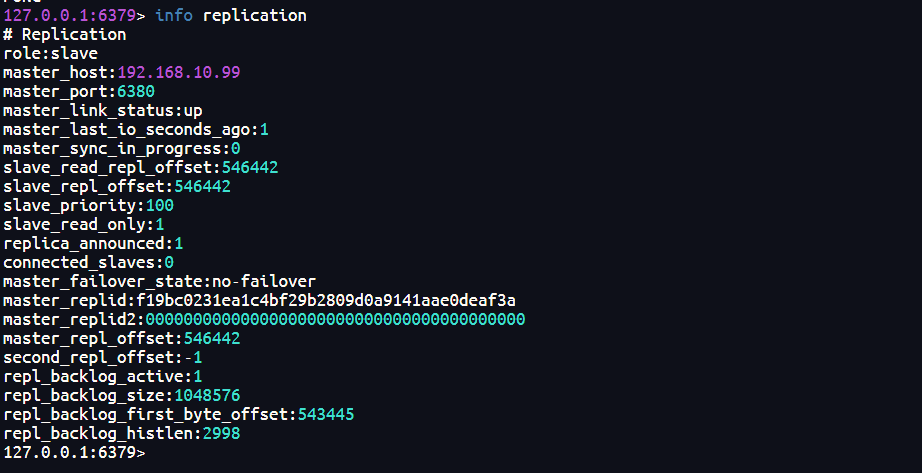 127.0.0.1:6379> info replication
# Replication
role:slave
master_host:192.168.10.99
master_port:6380
master_link_status:up
master_last_io_seconds_ago:1
master_sync_in_progress:0
slave_read_repl_offset:546442
slave_repl_offset:546442
slave_priority:100
slave_read_only:1
replica_announced:1
connected_slaves:0
master_failover_state:no-failover
master_replid:f19bc0231ea1c4bf29b2809d0a9141aae0deaf3a
master_replid2:0000000000000000000000000000000000000000
master_repl_offset:546442
second_repl_offset:-1
repl_backlog_active:1
repl_backlog_size:1048576
repl_backlog_first_byte_offset:543445
repl_backlog_histlen:2998
127.0.0.1:6379>